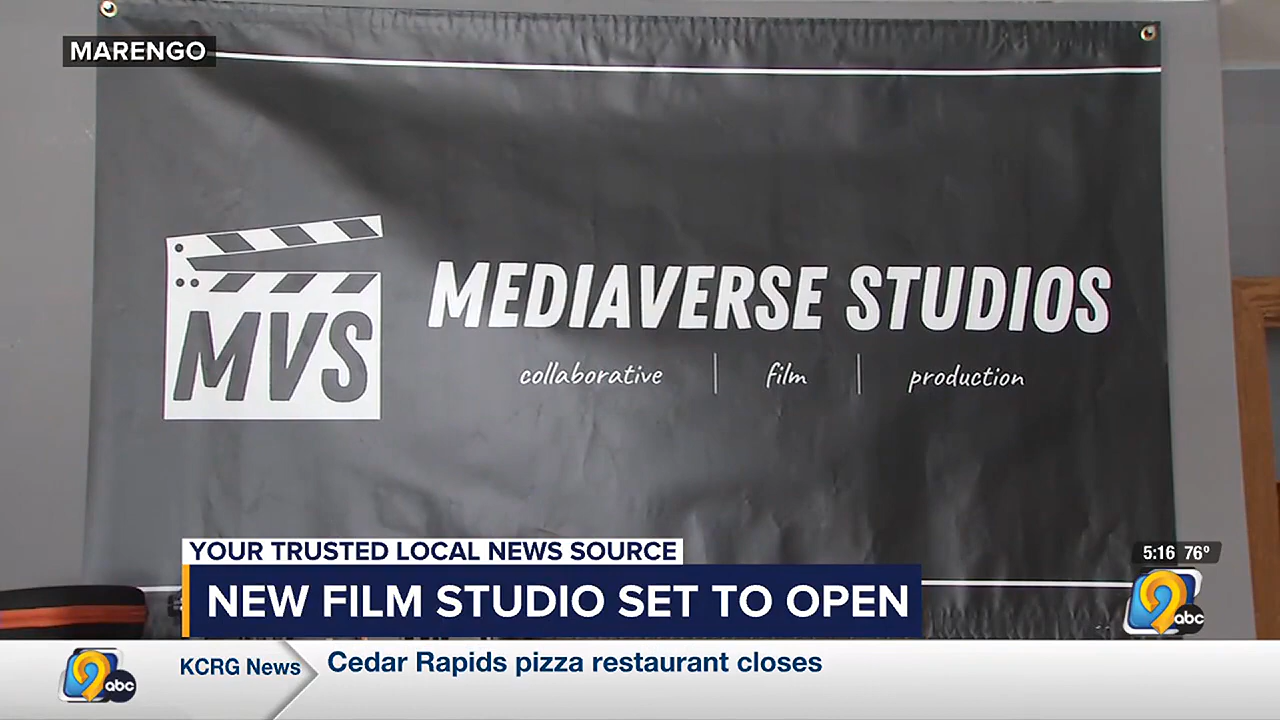 MARENGO
MVS
MEDIAVERSE STUDIOS
collaborative | film | production
YOUR TRUSTED LOCAL NEWS SOURCE
NEW FILM STUDIO SET TO OPEN
5:16 76°
9
abc
9
abc
KCRG News
Cedar Rapids pizza restaurant closes